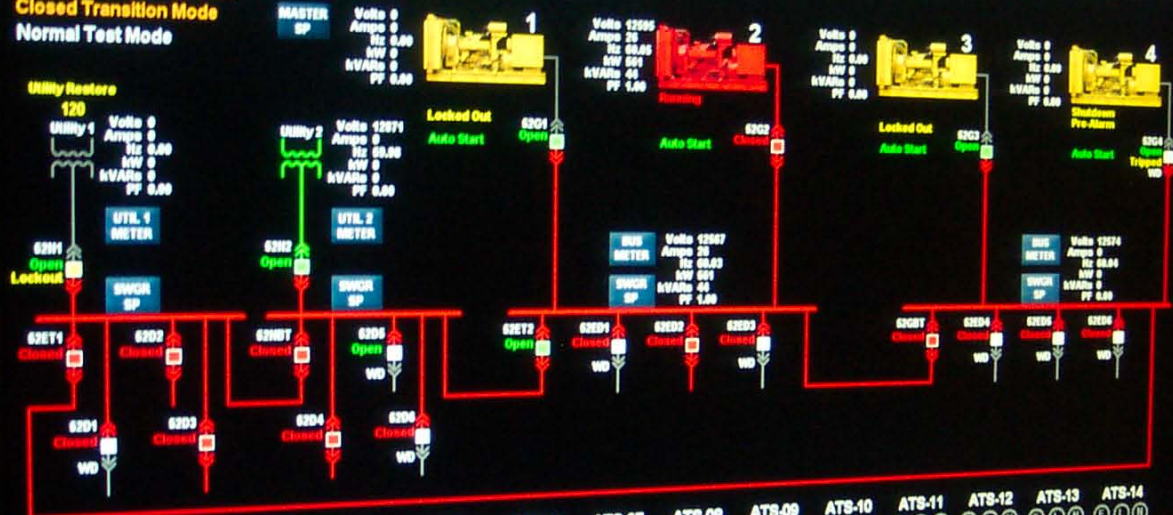 Closed Transition Mode
Normal Test Mode
MASTER
SP
Volts 0
Amps 0
Hz 0.00
kW 0
kVARs 0
PF 0.00
1
Locked Out
Auto Start
52G1
Open
Volts 12595
Amps 26
Hz 60.05
kW 561
kVARs 44
PF 1.00
2
Running
Auto Start
52G2
Closed
Volts 0
Amps 0
Hz 0.00
kW 0
kVARs 0
PF 0.00
3
Locked Out
Auto Start
52G3
Open
Volts 0
Amps 0
Hz 0.00
kW 0
kVARs 0
PF 0.00
4
Shutdown
Pre-Alarm
Auto Start
52G4
Open
Tripped
WD
Utility Restore
120
Utility 1
Volts 0
Amps 0
Hz 0.00
kW 0
kVARs 0
PF 0.00
UTIL 1
METER
52M1
Open
Lockout
SWGR
SP
Utility 2
Volts 12671
Amps 0
Hz
kW 0
kVARs 0
PF 0.00
UTIL 2
METER
52M2
Open
SWGR
SP
BUS
METER
SWGR
SP
Volts 12587
Amps 26
Hz 60.03
kW 561
kVARs 44
PF 1.00
BUS
METER
SWGR
SP
Volts 12574
Amps 0
Hz 60.04
kW 0
kVARs 0
PF 0.00
52ET1
Closed
52D2
Closed
52NBT
Closed
52D5
Open
WD
52ET2
Open
52ED1
Closed
WD
52ED2
Closed
52ED3
Closed
WD
52GBT
Closed
52ED4
Closed
WD
52ED5
Closed
WD
52ED6
Closed
WD
52D1
Closed
WD
52D3
Closed
52D4
Closed
52D6
Closed
WD
ATS-08
ATS-09
ATS-10
ATS-11
ATS-12
ATS-13
ATS-14